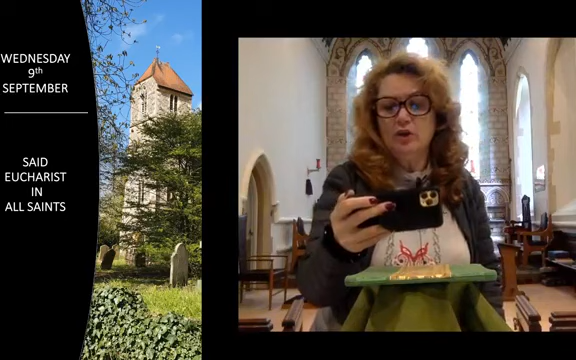 WEDNESDAY
9th
SEPTEMBER
SAID
EUCHARIST
IN
ALL SAINTS